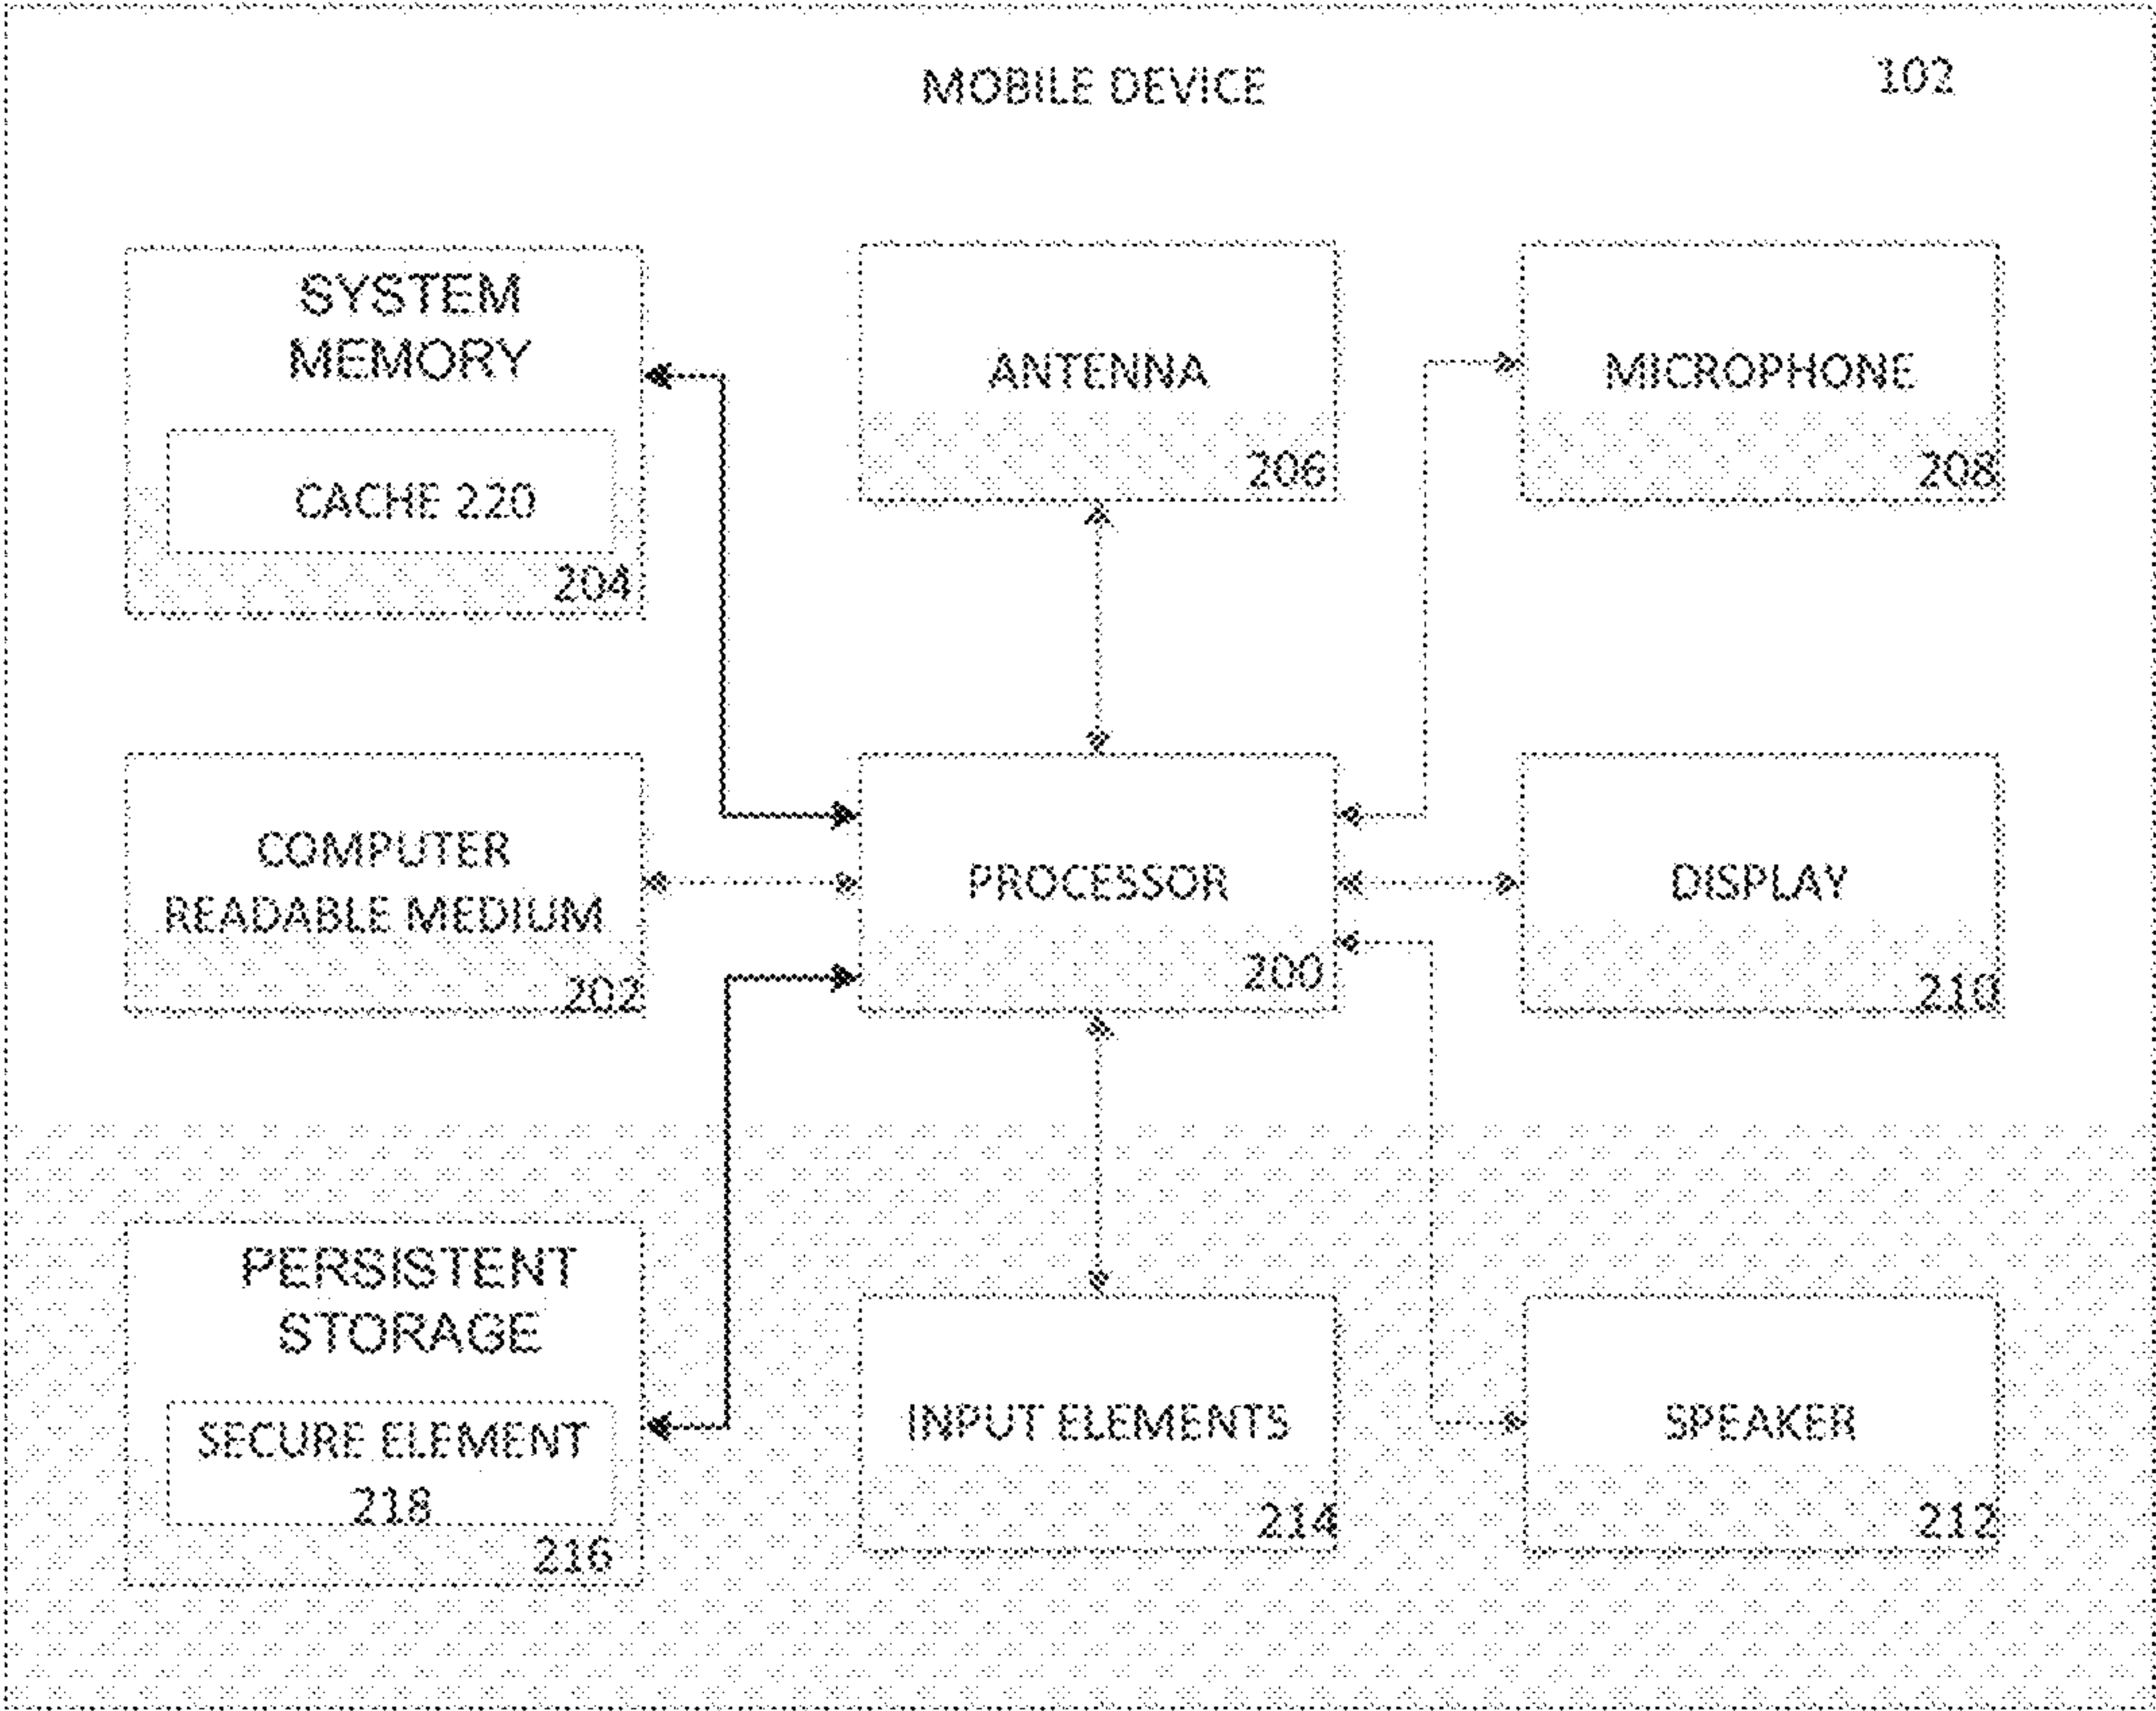 MOBILE DEVICE
102
SYSTEM
MEMORY
CACHE 220
204
ANTENNA
206
MICROPHONE
208
COMPUTER
READABLE MEDIUM
202
PROCESSOR
200
DISPLAY
210
PERSISTENT
STORAGE
SECURE ELEMENT
218
216
INPUT ELEMENTS
214
SPEAKER
212